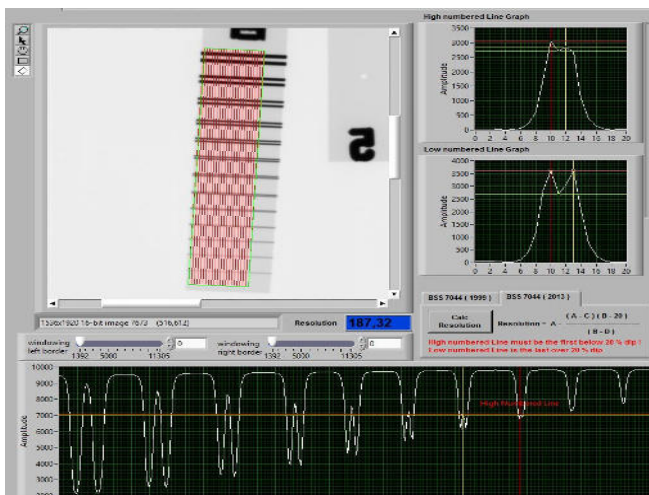 High numbered Line Graph
3500
3000
2500
2000
1500
1000
500
0
Amplitude
0 2 4 6 8 10 12 14 16 18 20
Low numbered Line Graph
4000
3500
3000
2500
2000
1500
1000
500
0
Amplitude
0 2 4 6 8 10 12 14 16 18 20
BSS 7044 ( 1999 )
BSS 7044 ( 2013 )
Calc Resolution
Resolution = A - (A - C) ( B - 20) / ( B - D)
High numbered Line must be the first below 20 % dip !
Low numbered Line is the last over 20 % dip
1536x1920 16-bit image 7673 (516,612)
Resolution
187,32
windowing left border
0
1392 5000 11305
windowing right border
0
1392 5000 11305
10000
9000
8000
7000
6000
5000
4000
3000
Amplitude
High Numbered Line